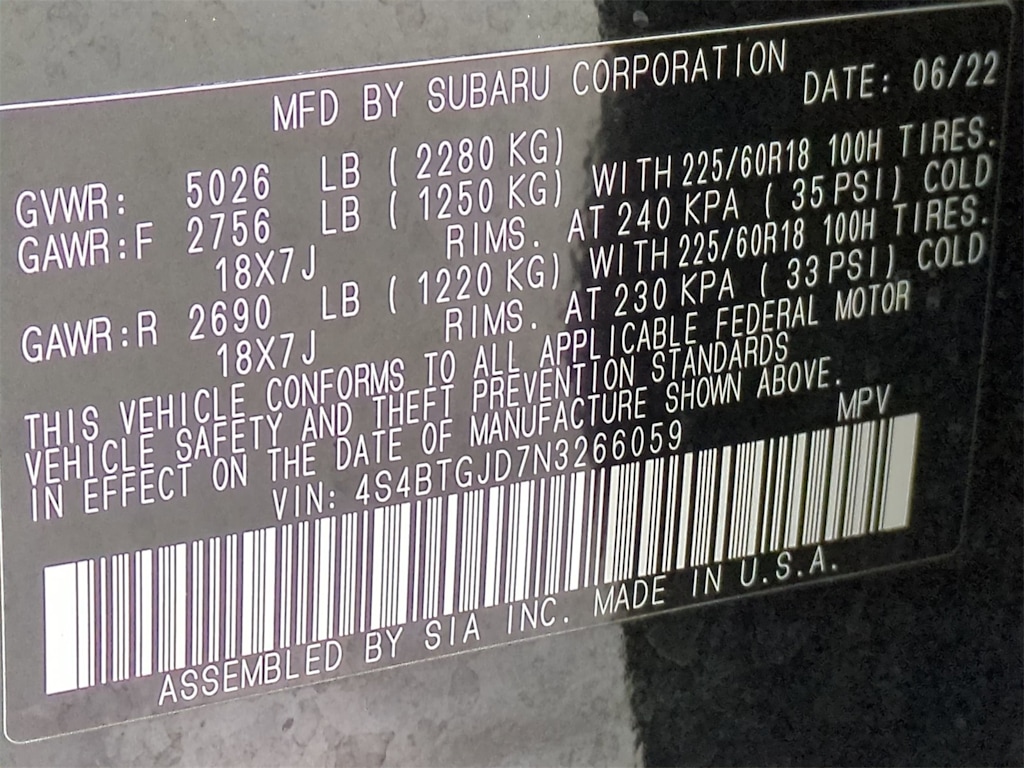 MFD BY SUBARU CORPORATION DATE: 06/22
GVWR: 5026 LB ( 2280 KG)
GAWR:F 2756 LB ( 1250 KG) WITH 225/60R18 100H TIRES.
18X7J RIMS. AT 240 KPA ( 35 PSI) COLD
GAWR:R 2690 LB ( 1220 KG) WITH 225/60R18 100H TIRES.
18X7J RIMS. AT 230 KPA ( 33 PSI) COLD
THIS VEHICLE CONFORMS TO ALL APPLICABLE FEDERAL MOTOR
VEHICLE SAFETY AND THEFT PREVENTION STANDARDS
IN EFFECT ON THE DATE OF MANUFACTURE SHOWN ABOVE.
VIN: 4S4BTGJD7N3266059 MPV
ASSEMBLED BY SIA INC. MADE IN U.S.A.